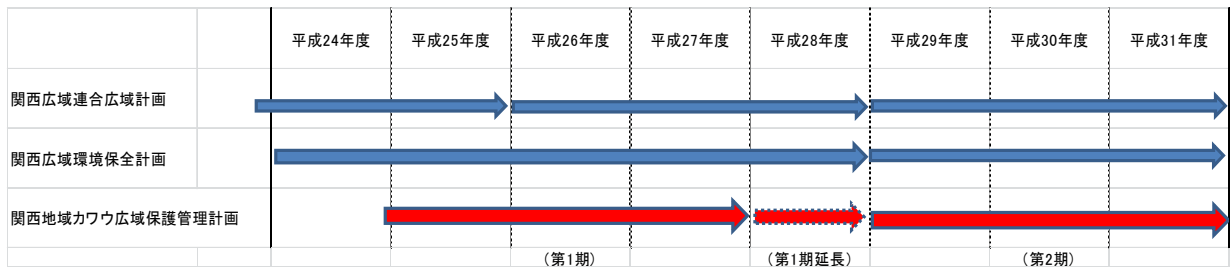 平成24年度 平成25年度 平成26年度 平成27年度 平成28年度 平成29年度 平成30年度 平成31年度
関西広域連合広域計画
関西広域環境保全計画
関西地域カワウ広域保護管理計画
(第1期) (第1期延長) (第2期)